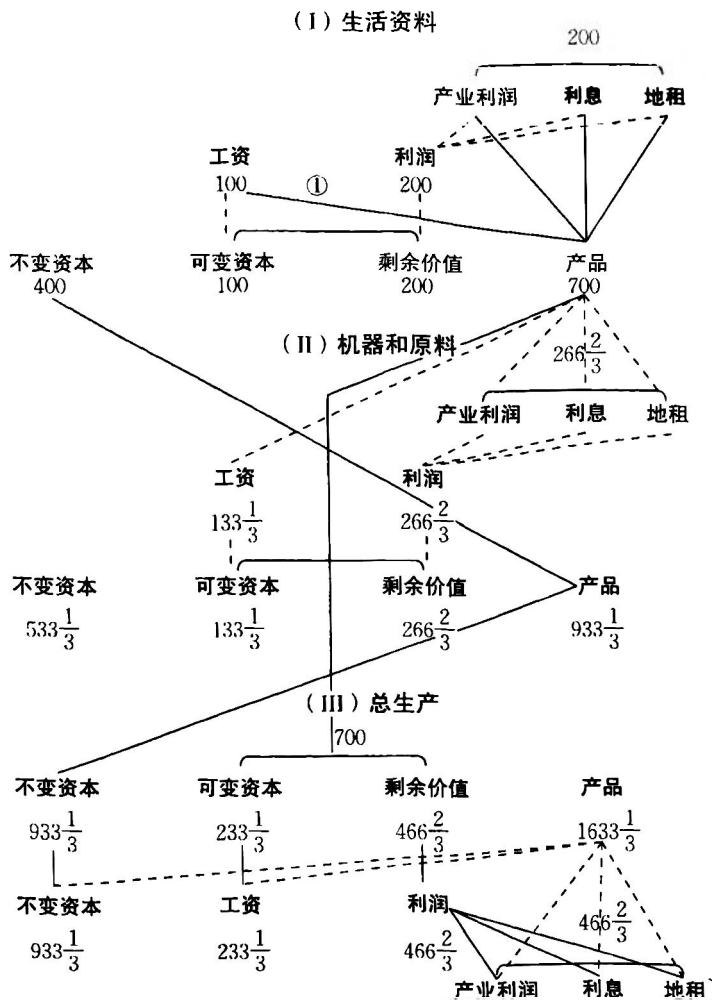 （I）生活资料
200
产业利润 利息 地租
工资 利润
100 ① 200
不变资本 可变资本 剩余价值 产品
400 100 200 700
（II）机器和原料
266 2/3
产业利润 利息 地租
工资 利润
133 1/3 266 2/3
不变资本 可变资本 剩余价值 产品
533 1/3 133 1/3 266 2/3 933 1/3
（III）总生产
700
不变资本 可变资本 剩余价值 产品
933 1/3 233 1/3 466 2/3 1633 1/3
不变资本 工资 利润
933 1/3 233 1/3 466 2/3 466 2/3
产业利润 利息 地租